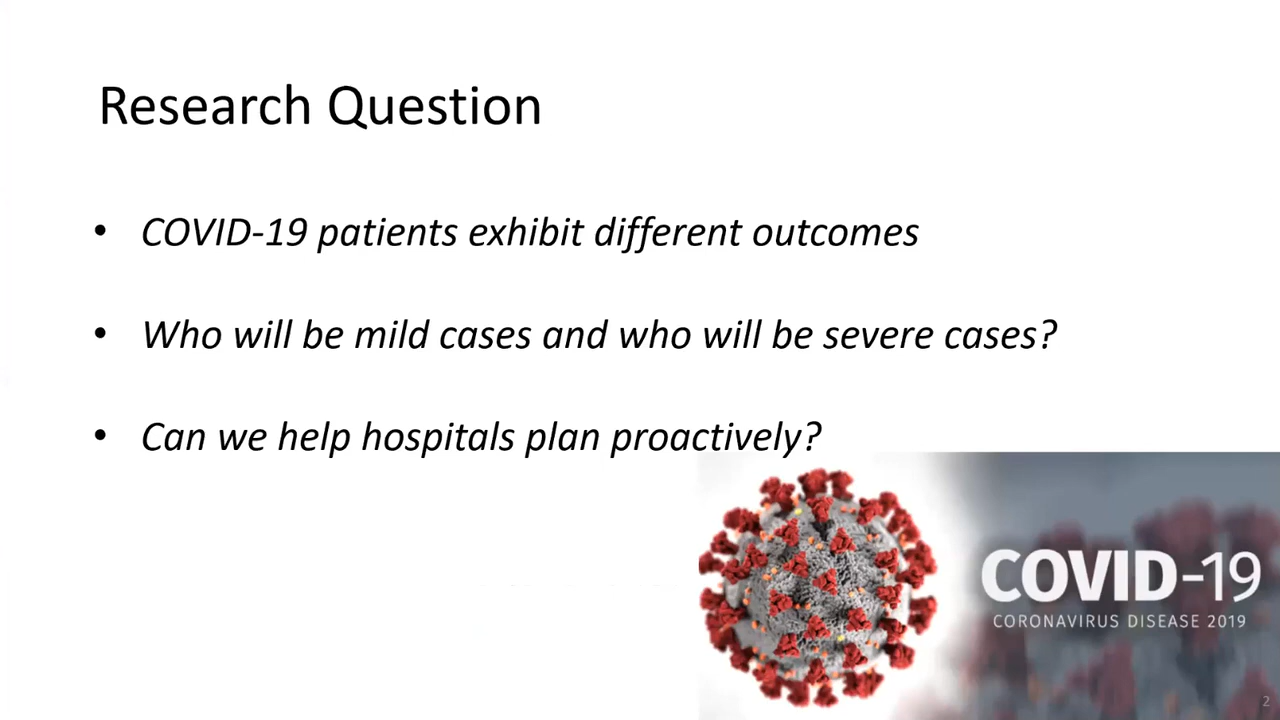 Research Question
• COVID-19 patients exhibit different outcomes
• Who will be mild cases and who will be severe cases?
• Can we help hospitals plan proactively?
COVID-19
CORONAVIRUS DISEASE 2019
2